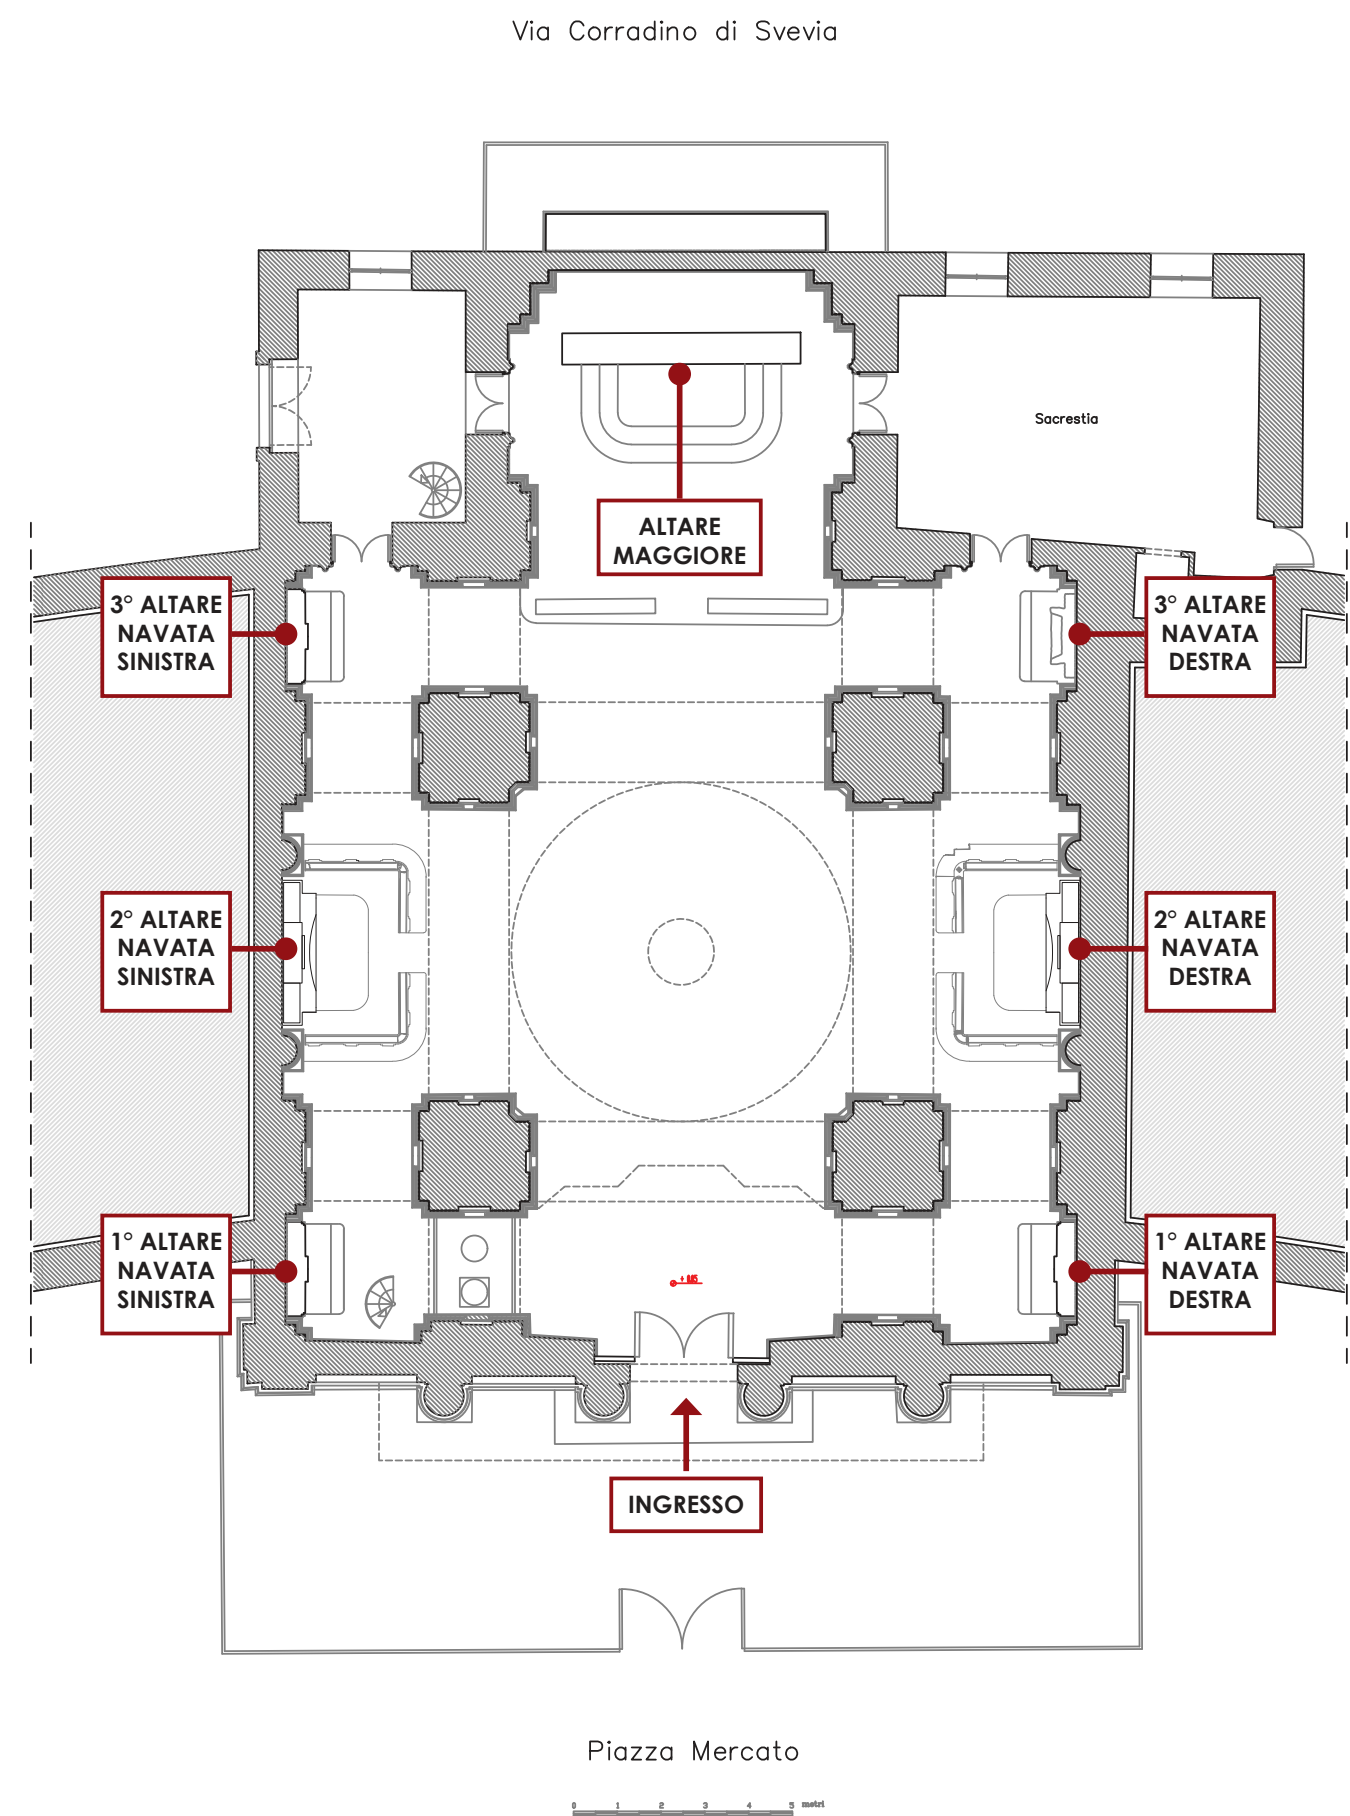 Via Corradino di Svevia
Sacrestia
ALTARE
MAGGIORE
3° ALTARE
NAVATA
SINISTRA
3° ALTARE
NAVATA
DESTRA
2° ALTARE
NAVATA
SINISTRA
2° ALTARE
NAVATA
DESTRA
1° ALTARE
NAVATA
SINISTRA
1° ALTARE
NAVATA
DESTRA
INGRESSO
Piazza Mercato
0 1 2 3 4 5 metri